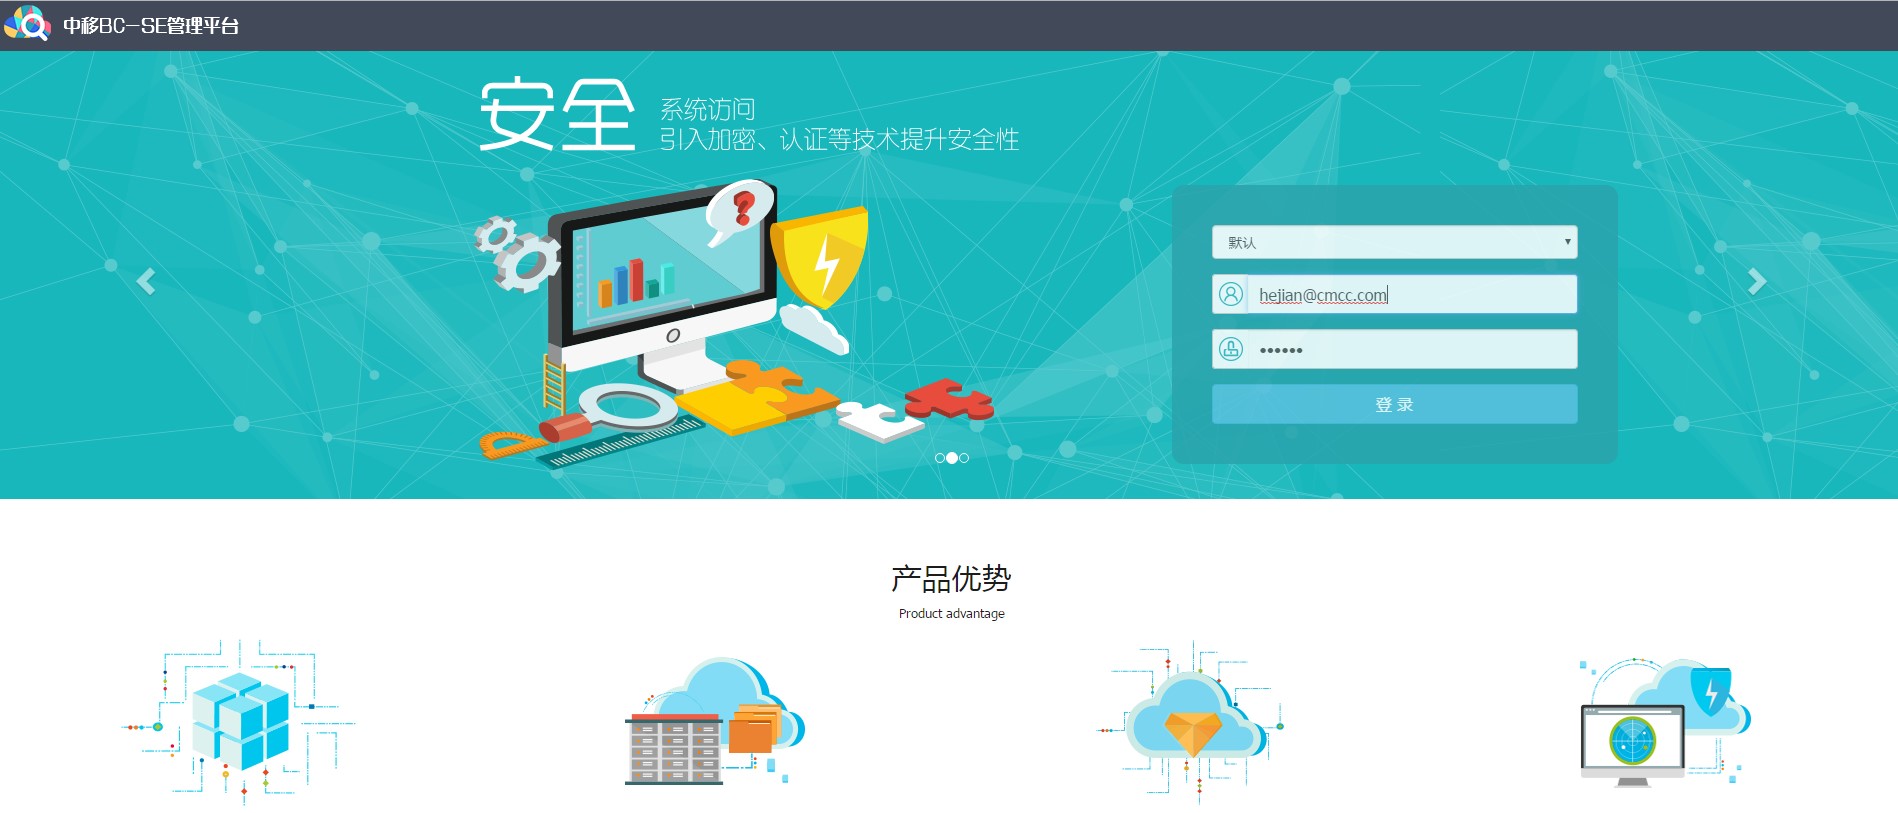 中移BC-SE管理平台
安全
系统访问
引入加密、认证等技术提升安全性
默认
hejian@cmcc.com
••••••
登 录
产品优势
Product advantage